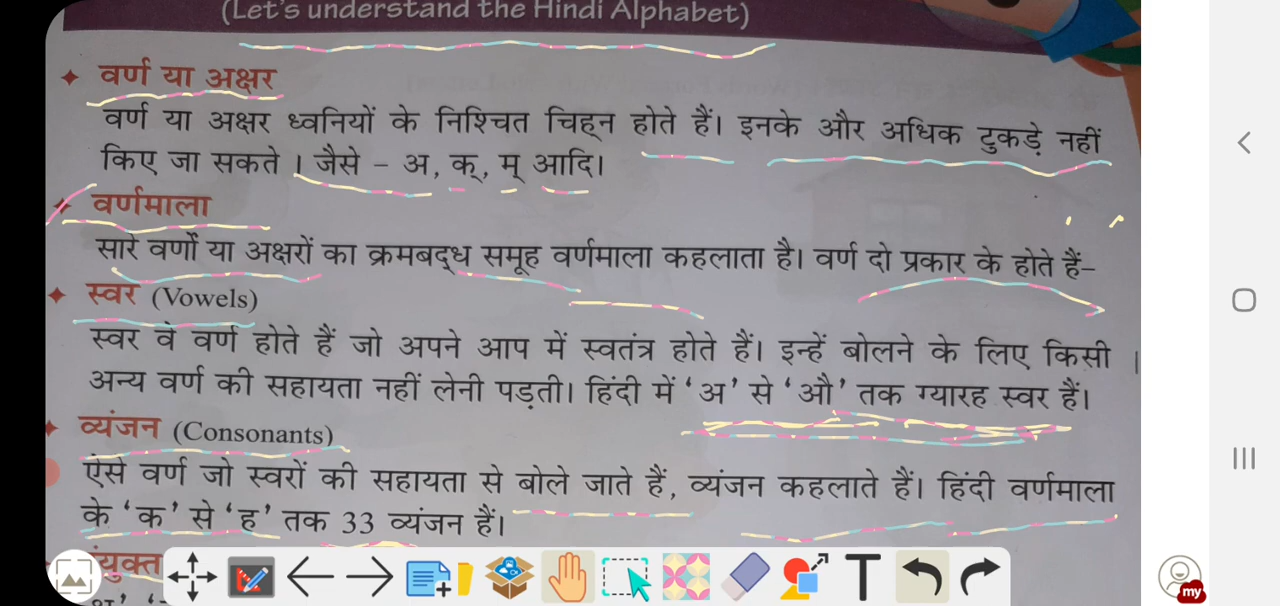 (Let's understand the Hindi Alphabet)
वर्ण या अक्षर
वर्ण या अक्षर ध्वनियों के निश्चित चिह्न होते हैं। इनके और अधिक टुकड़े नहीं
किए जा सकते । जैसे – अ, क्, म् आदि।
वर्णमाला
सारे वर्णों या अक्षरों का क्रमबद्ध समूह वर्णमाला कहलाता है। वर्ण दो प्रकार के होते हैं–
स्वर (Vowels)
स्वर वे वर्ण होते हैं जो अपने आप में स्वतंत्र होते हैं। इन्हें बोलने के लिए किसी
अन्य वर्ण की सहायता नहीं लेनी पड़ती। हिंदी में ‘अ’ से ‘औ’ तक ग्यारह स्वर हैं।
व्यंजन (Consonants)
ऐसे वर्ण जो स्वरों की सहायता से बोले जाते हैं, व्यंजन कहलाते हैं। हिंदी वर्णमाला
के ‘क’ से ‘ह’ तक 33 व्यंजन हैं।
T
my